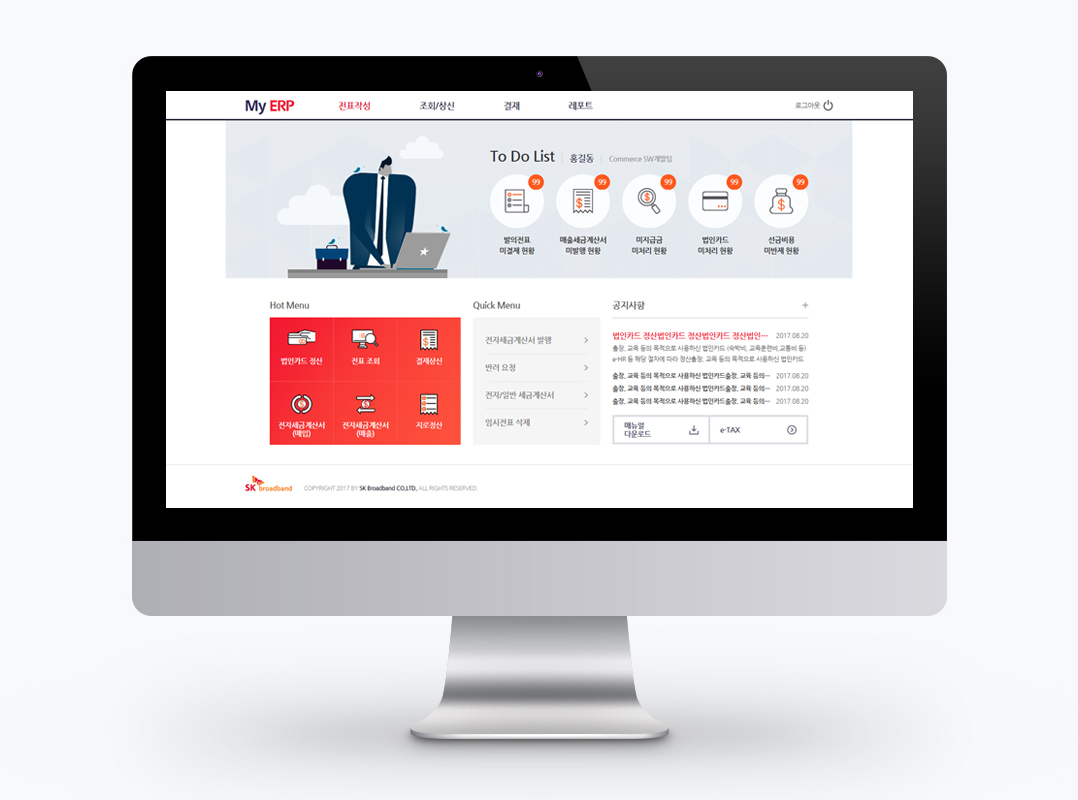 My ERP
전표작성
조회/상신
결재
레포트
로그아웃
To Do List
홍길동
Commerce SW개발팀
99
99
99
99
99
발의전표
미결제 현황
매출세금계산서
미발행 현황
미지급금
미처리 현황
법인카드
미처리 현황
선급비용
미반제 현황
Hot Menu
법인카드 정산
전표 조회
결재상신
전자세금계산서
(매입)
전자세금계산서
(매출)
지로정산
Quick Menu
전자세금계산서 발행
반려 요청
전자/일반 세금계산서
임시전표 삭제
공지사항
법인카드 정산법인카드 정산법인카드 정산법인··· 2017.08.20
출장, 교육 등의 목적으로 사용하신 법인카드 (숙박비, 교육훈련비,교통비 등)
e-HR 등 해당 절차에 따라 정산출장, 교육 등의 목적으로 사용하신 법인카드
출장, 교육 등의 목적으로 사용하신 법인카드출장, 교육 등의··· 2017.08.20
출장, 교육 등의 목적으로 사용하신 법인카드출장, 교육 등의··· 2017.08.20
출장, 교육 등의 목적으로 사용하신 법인카드출장, 교육 등의··· 2017.08.20
매뉴얼
다운로드
e-TAX
SK broadband
COPYRIGHT 2017 BY SK Broadband CO,LTD., ALL RIGHTS RESERVED.